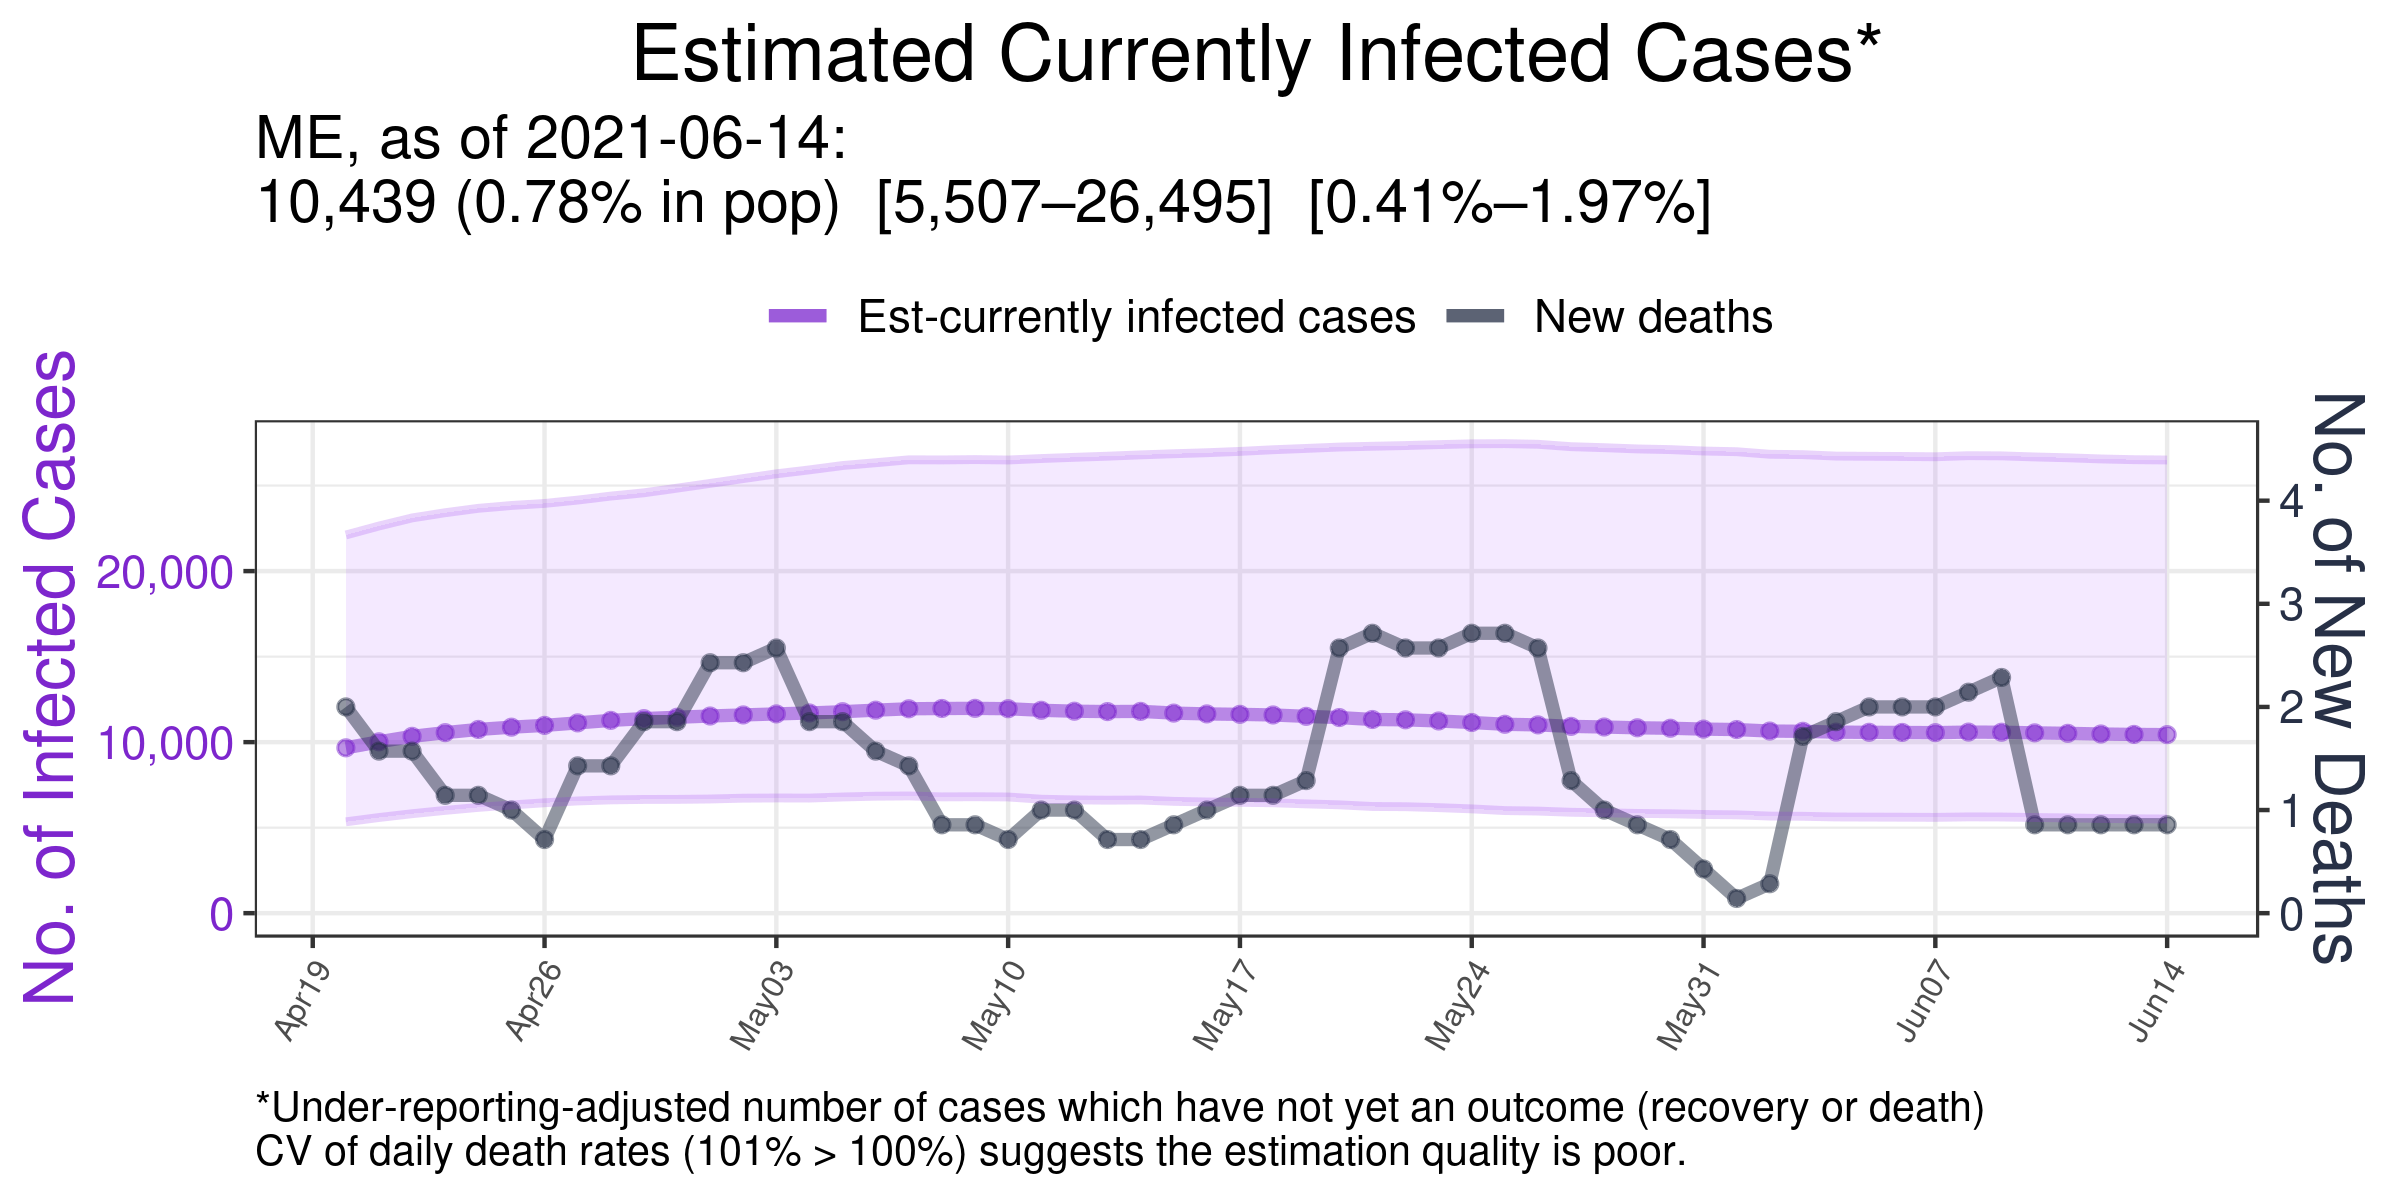 Estimated Currently Infected Cases*
ME, as of 2021-06-14:
10,439 (0.78% in pop)  [5,507–26,495]  [0.41%–1.97%]
Est-currently infected cases
New deaths
No. of Infected Cases
20,000
10,000
0
No. of New Deaths
4
3
2
1
0
Apr19
Apr26
May03
May10
May17
May24
May31
Jun07
Jun14
*Under-reporting-adjusted number of cases which have not yet an outcome (recovery or death)
CV of daily death rates (101% > 100%) suggests the estimation quality is poor.